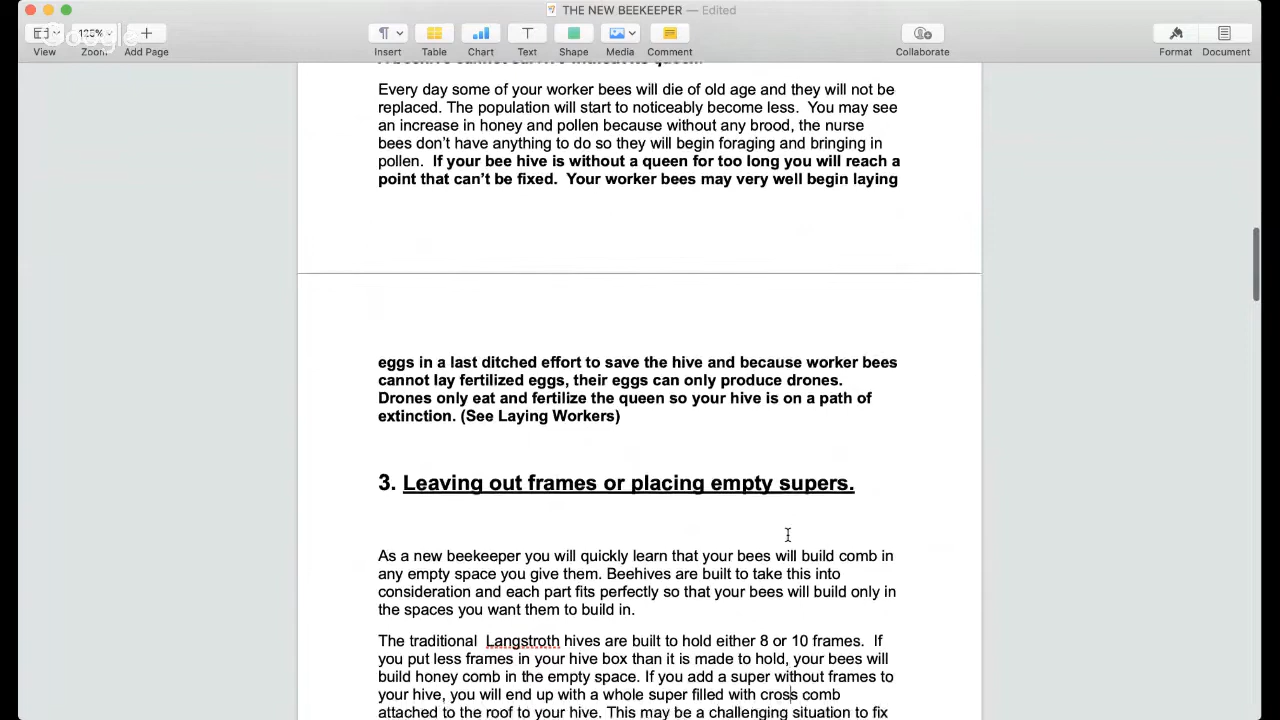 THE NEW BEEKEEPER — Edited
Google
125%
View Zoom Add Page Insert Table Chart Text Shape Media Comment Collaborate Format Document
A beehive cannot survive without its queen.
Every day some of your worker bees will die of old age and they will not be
replaced. The population will start to noticeably become less.  You may see
an increase in honey and pollen because without any brood, the nurse
bees don’t have anything to do so they will begin foraging and bringing in
pollen.  If your bee hive is without a queen for too long you will reach a
point that can’t be fixed.  Your worker bees may very well begin laying
eggs in a last ditched effort to save the hive and because worker bees
cannot lay fertilized eggs, their eggs can only produce drones.
Drones only eat and fertilize the queen so your hive is on a path of
extinction. (See Laying Workers)
3. Leaving out frames or placing empty supers.
As a new beekeeper you will quickly learn that your bees will build comb in
any empty space you give them. Beehives are built to take this into
consideration and each part fits perfectly so that your bees will build only in
the spaces you want them to build in.
The traditional  Langstroth hives are built to hold either 8 or 10 frames.  If
you put less frames in your hive box than it is made to hold, your bees will
build honey comb in the empty space. If you add a super without frames to
your hive, you will end up with a whole super filled with cross comb
attached to the roof to your hive. This may be a challenging situation to fix